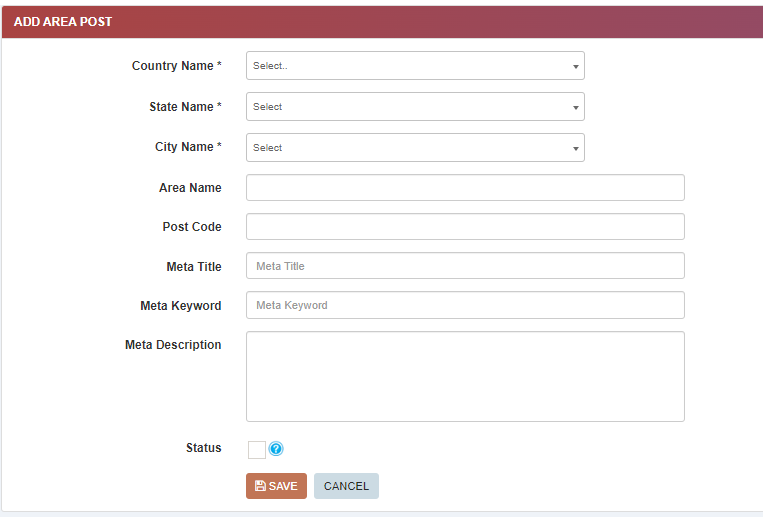 ADD AREA POST
Country Name * Select..
State Name * Select
City Name * Select
Area Name
Post Code
Meta Title Meta Title
Meta Keyword Meta Keyword
Meta Description
Status ?
SAVE CANCEL